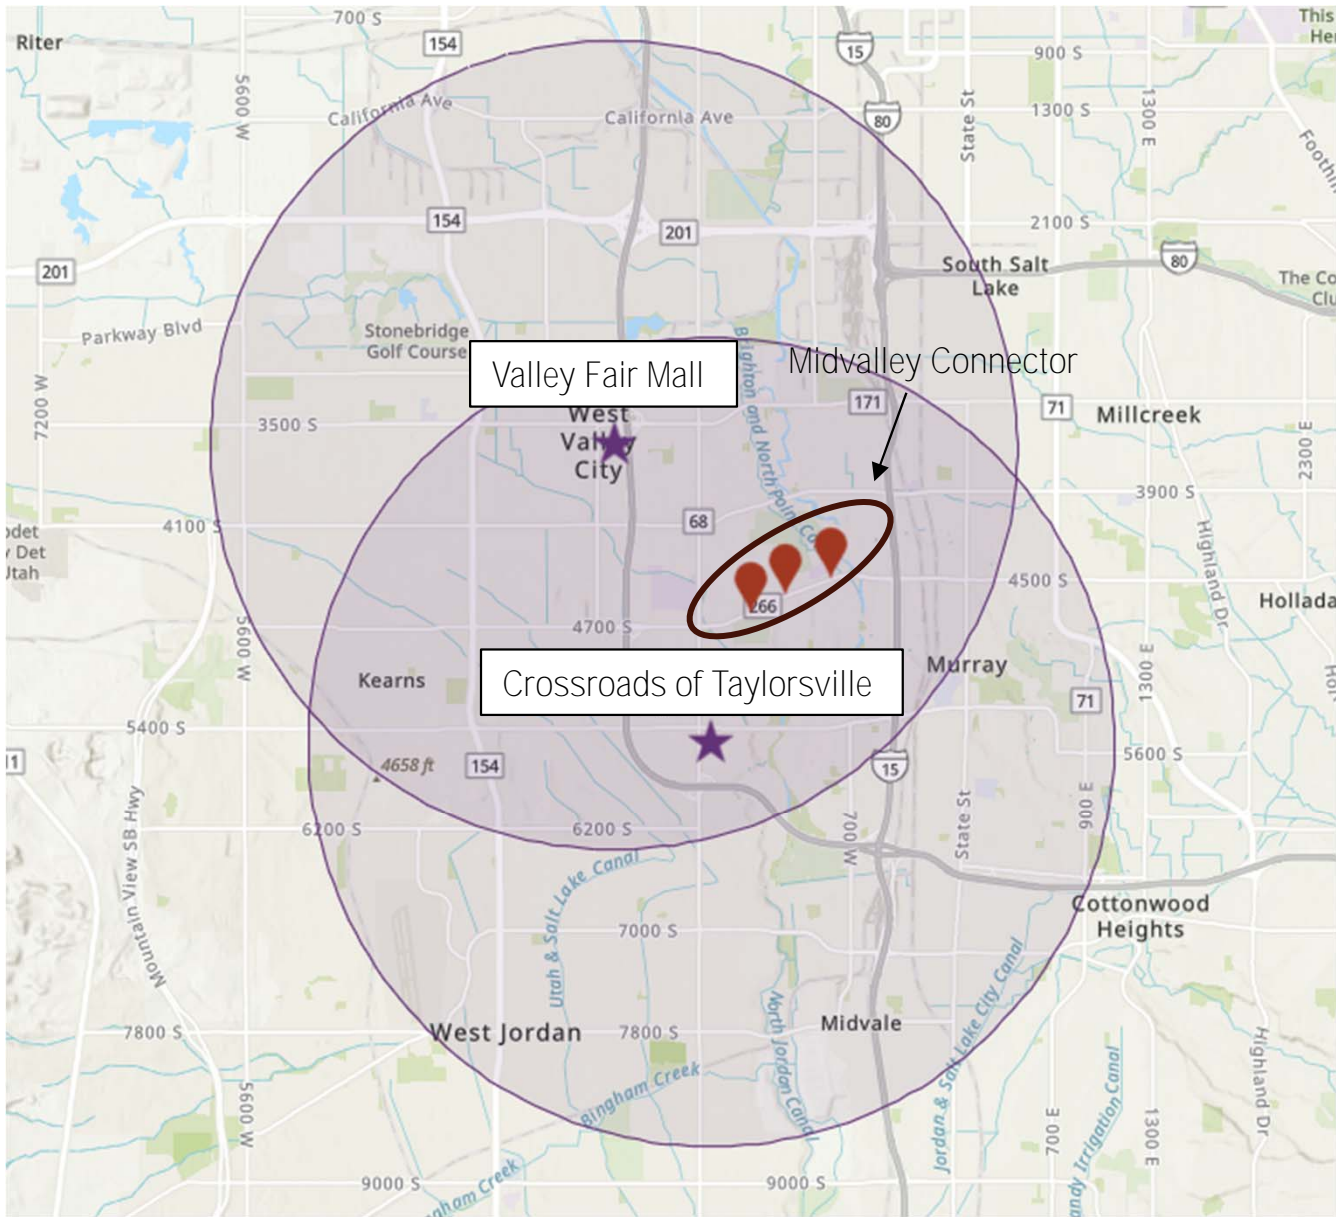 700 S
This
Her
Riter
154
15
900 S
5600 W
California Ave
California Ave
80
State St
1300 S
1300 E
Foothi
154
201
2100 S
201
South Salt
Lake
80
The Co
Clu
Parkway Blvd
Stonebridge
Golf Course
Brighton and North Point Ca
Midvalley Connector
Valley Fair Mall
7200 W
3500 S
West
Valley
City
171
71
Millcreek
2300 E
4100 S
68
3900 S
odet
y Det
Utah
Highland Dr
266
4500 S
Hollada
5600 W
4700 S
Kearns
Crossroads of Taylorsville
Murray
1300 E
71
5400 S
11
4658 ft
154
15
5600 S
Mountain View SB Hwy
6200 S
6200 S
700 W
State St
900 E
Utah & Salt Lake Canal
Cottonwood
Heights
7000 S
West Jordan
7800 S
7800 S
North Jordan Canal
Midvale
Jordan & Salt Lake City Canal
Highland Dr
5600 W
Bingham Creek
700 E
andy Irrigation Canal
1300 E
9000 S
gham Creek
9000 S